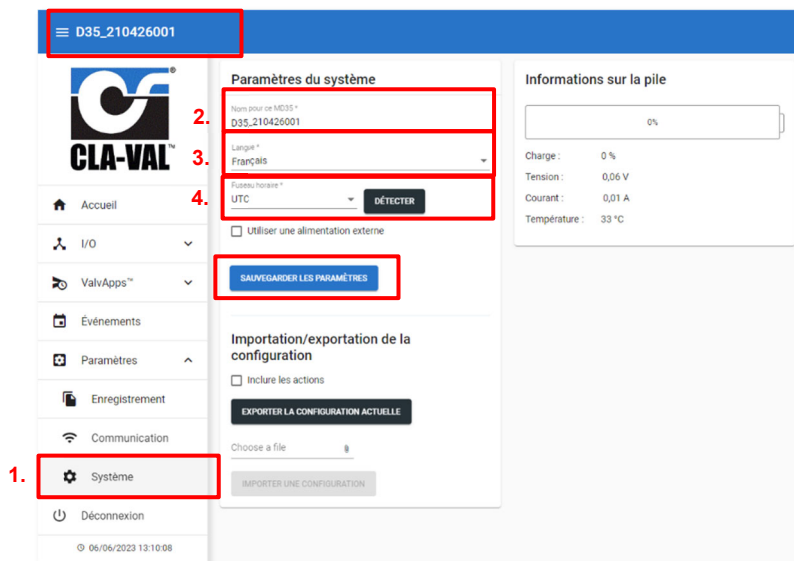 D35_210426001
CLA-VAL™
®
1.
Accueil
I/O
ValvApps™
Événements
Paramètres
Enregistrement
Communication
Système
Déconnexion
06/06/2023 13:10:08
Paramètres du système
2.
Nom pour ce MD35 *
D35_210426001
3.
Langue *
Français
4.
Fuseau horaire *
UTC
DÉTECTER
Utiliser une alimentation externe
SAUVEGARDER LES PARAMÈTRES
Importation/exportation de la
configuration
Inclure les actions
EXPORTER LA CONFIGURATION ACTUELLE
Choose a file
IMPORTER UNE CONFIGURATION
Informations sur la pile
0%
Charge : 0 %
Tension : 0,06 V
Courant : 0,01 A
Température : 33 °C